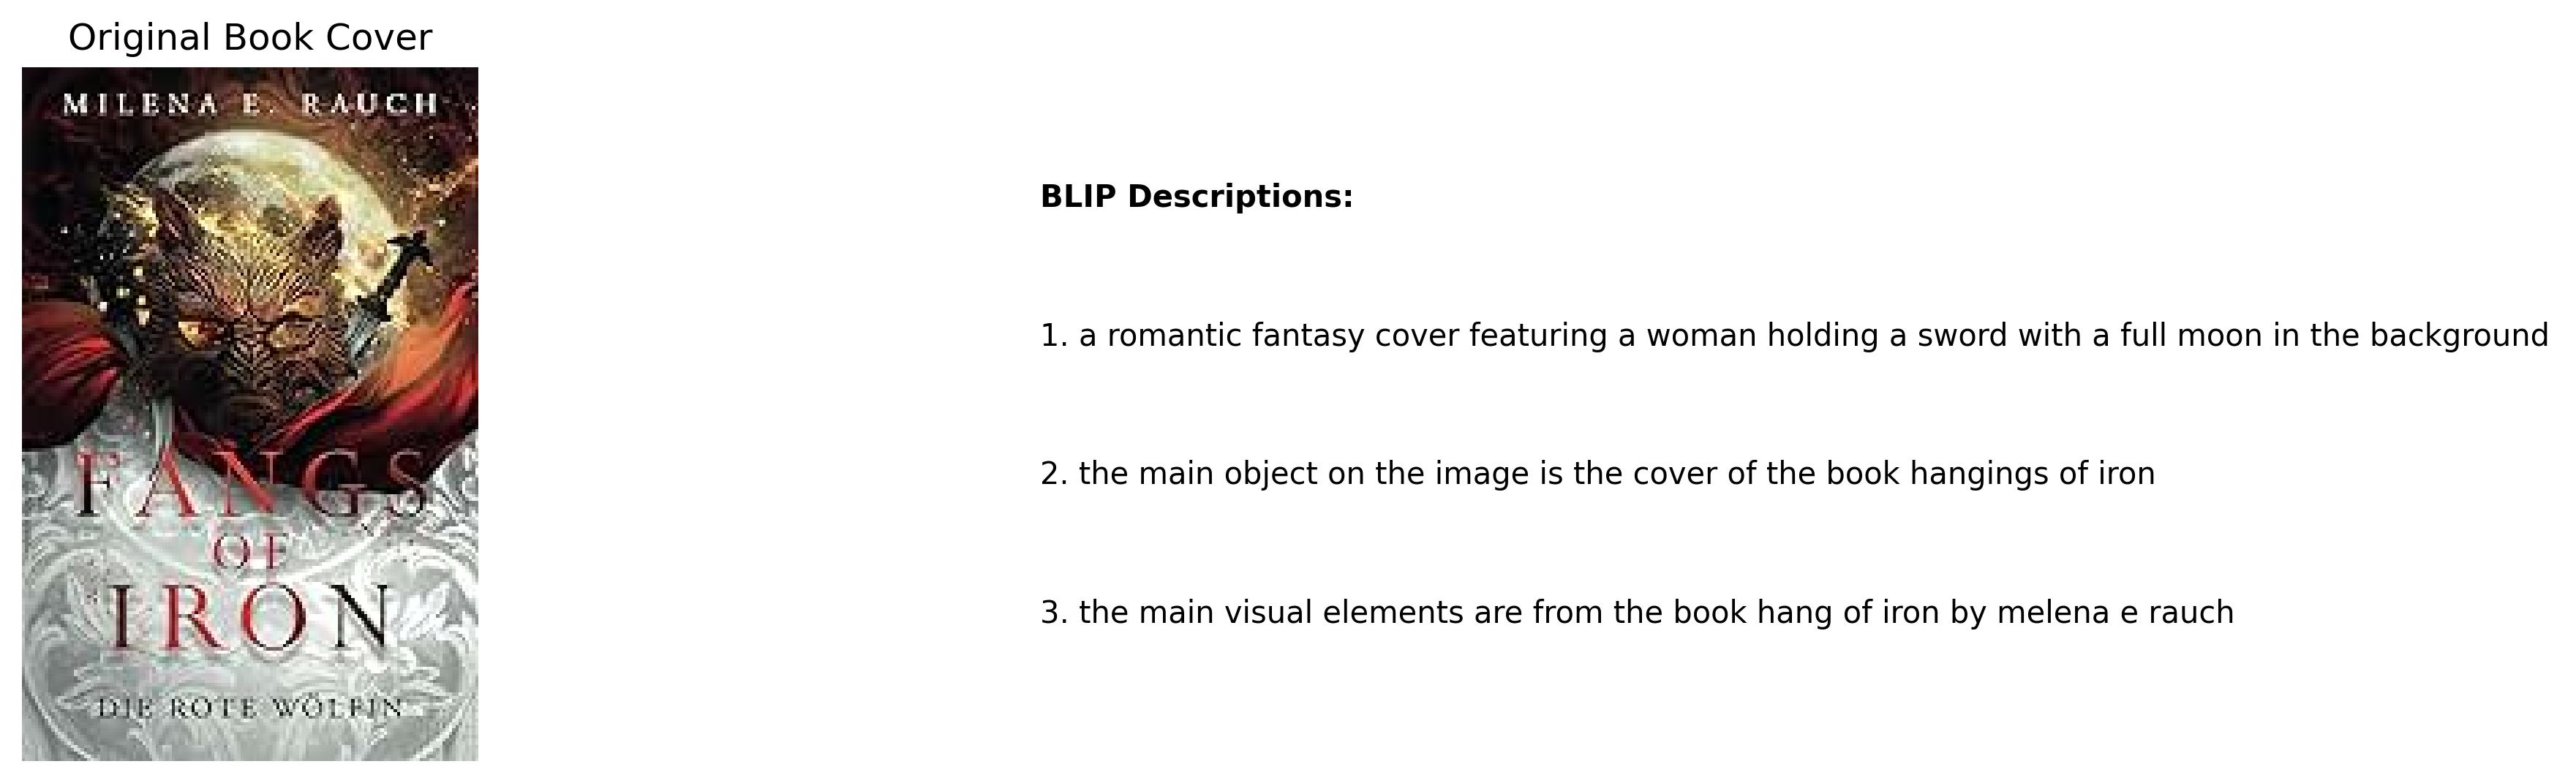 Original Book Cover
MILENA E. RAUCH
FANGS
OF
IRON
DIE ROTE WÖLFIN
BLIP Descriptions:
1. a romantic fantasy cover featuring a woman holding a sword with a full moon in the background
2. the main object on the image is the cover of the book hangings of iron
3. the main visual elements are from the book hang of iron by melena e rauch